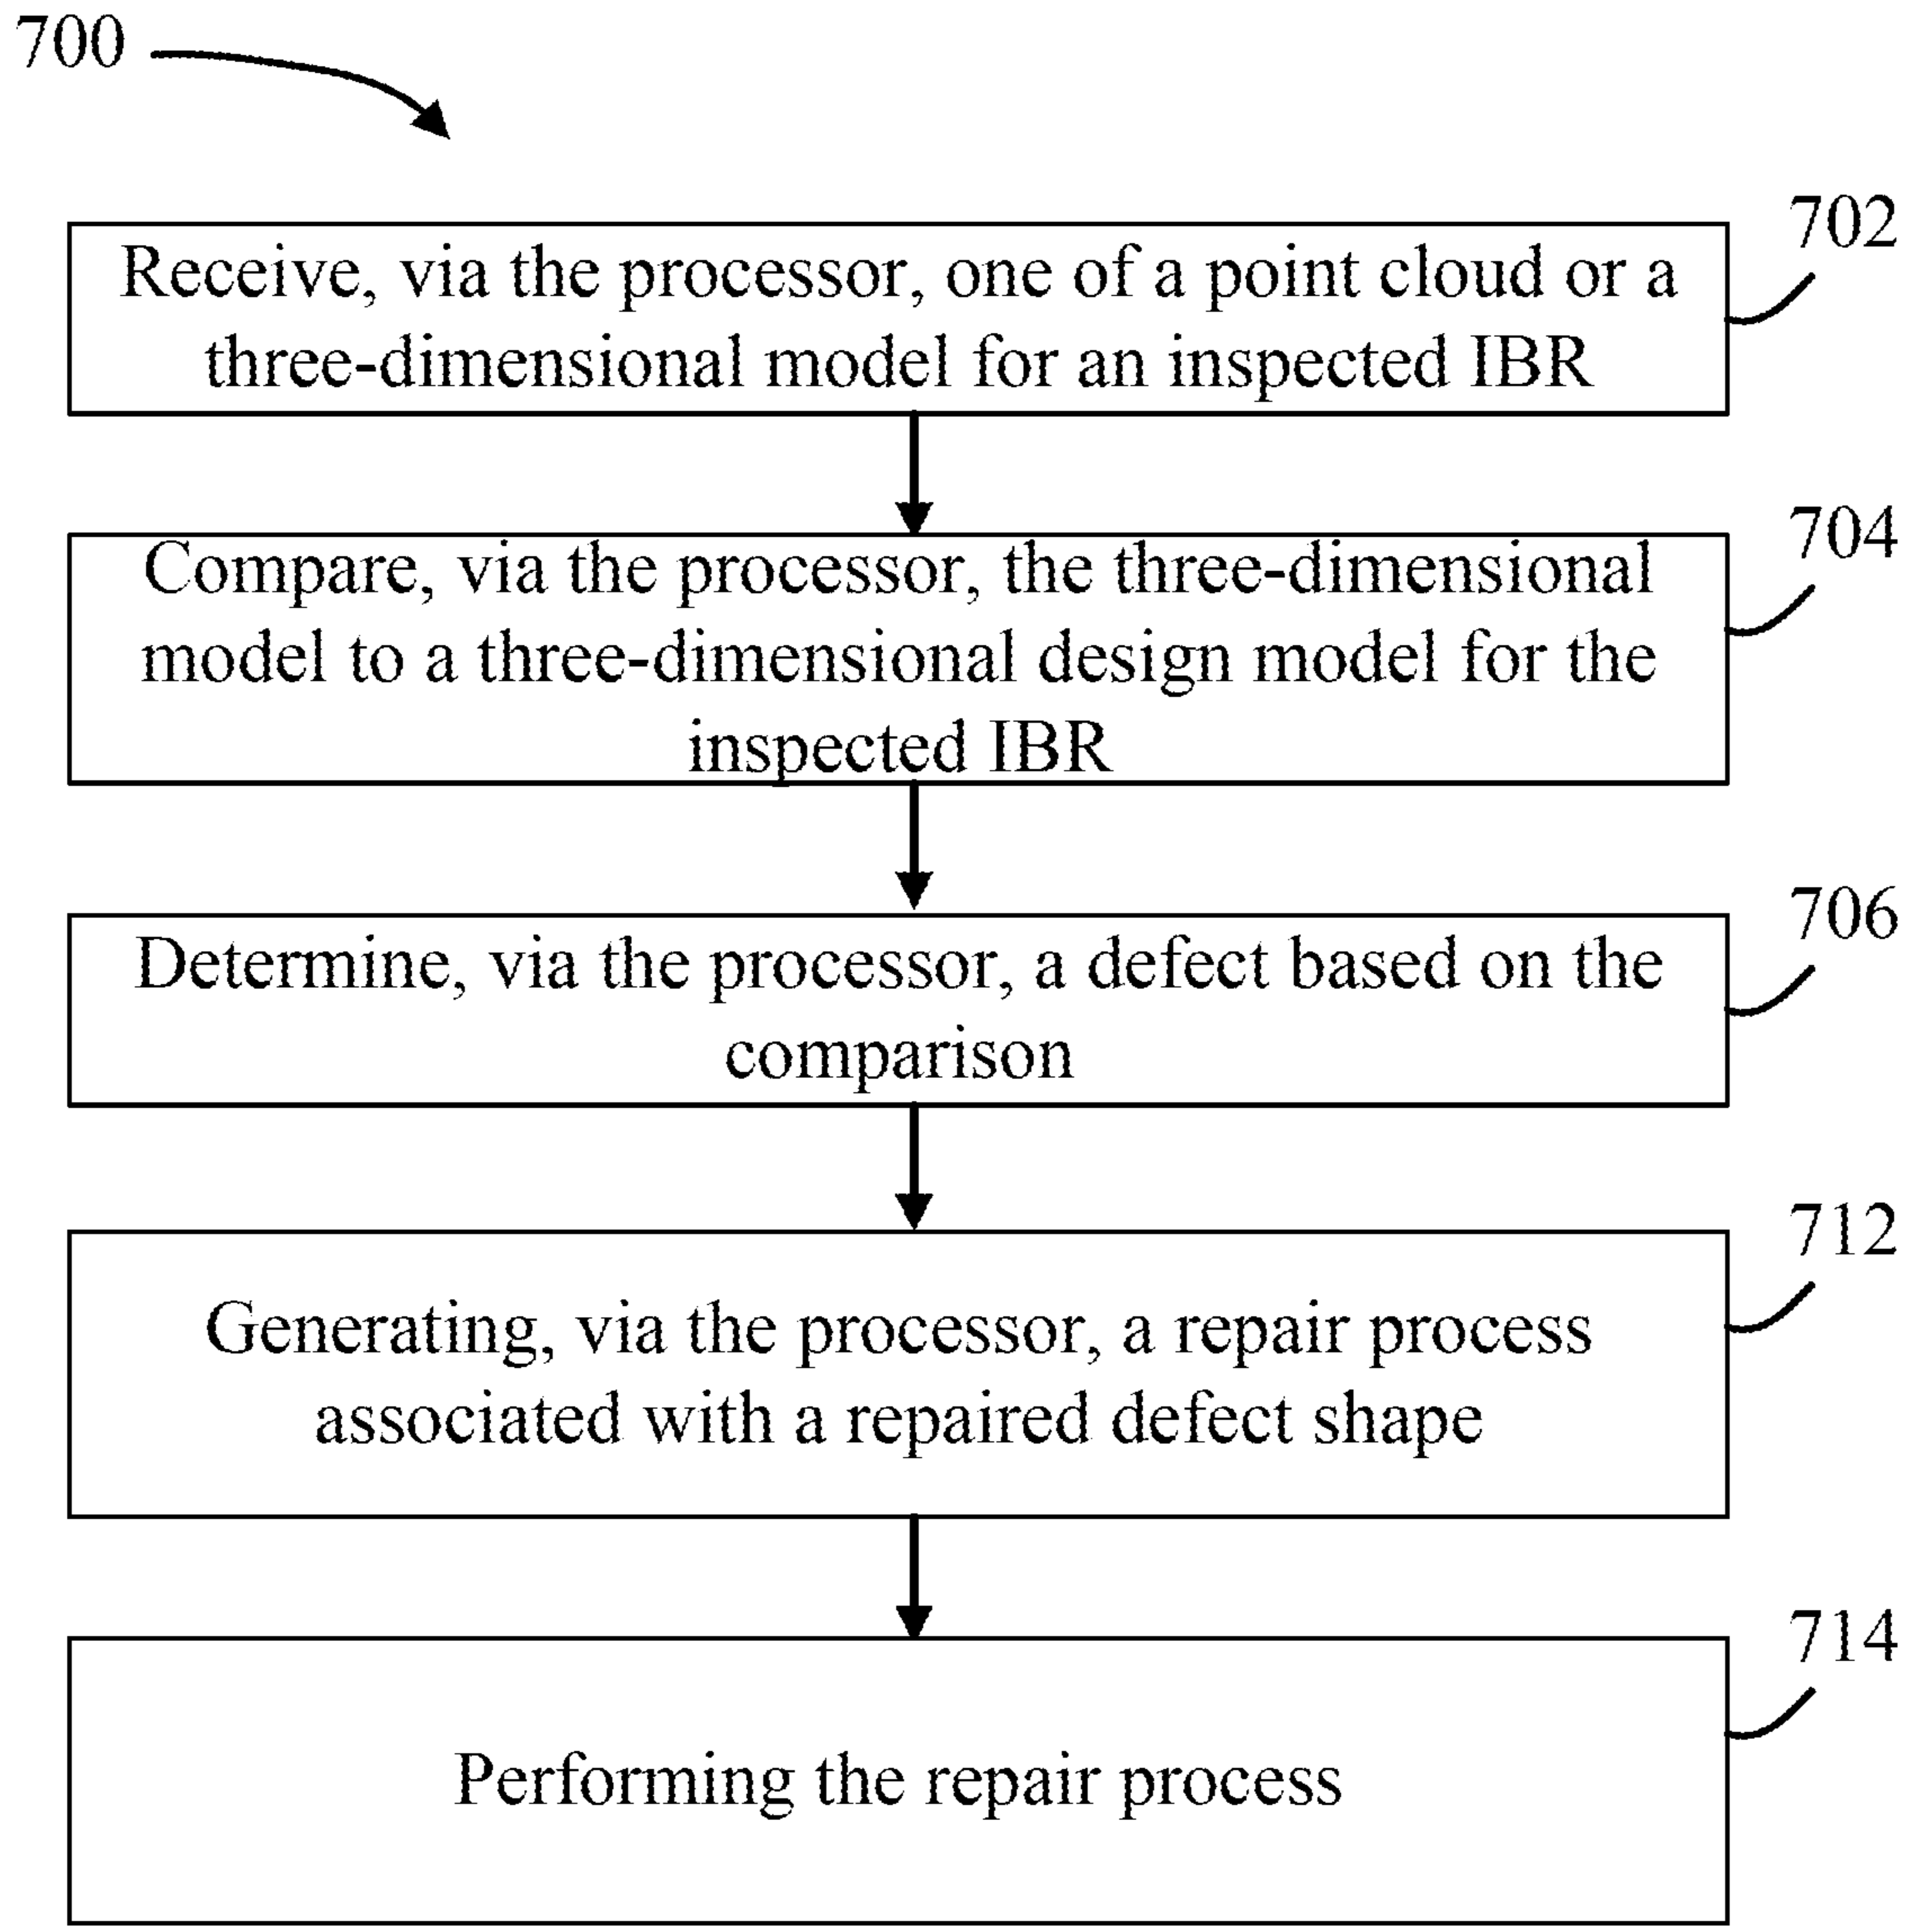 700
702
Receive, via the processor, one of a point cloud or a
three-dimensional model for an inspected IBR
704
Compare, via the processor, the three-dimensional
model to a three-dimensional design model for the
inspected IBR
706
Determine, via the processor, a defect based on the
comparison
712
Generating, via the processor, a repair process
associated with a repaired defect shape
714
Performing the repair process